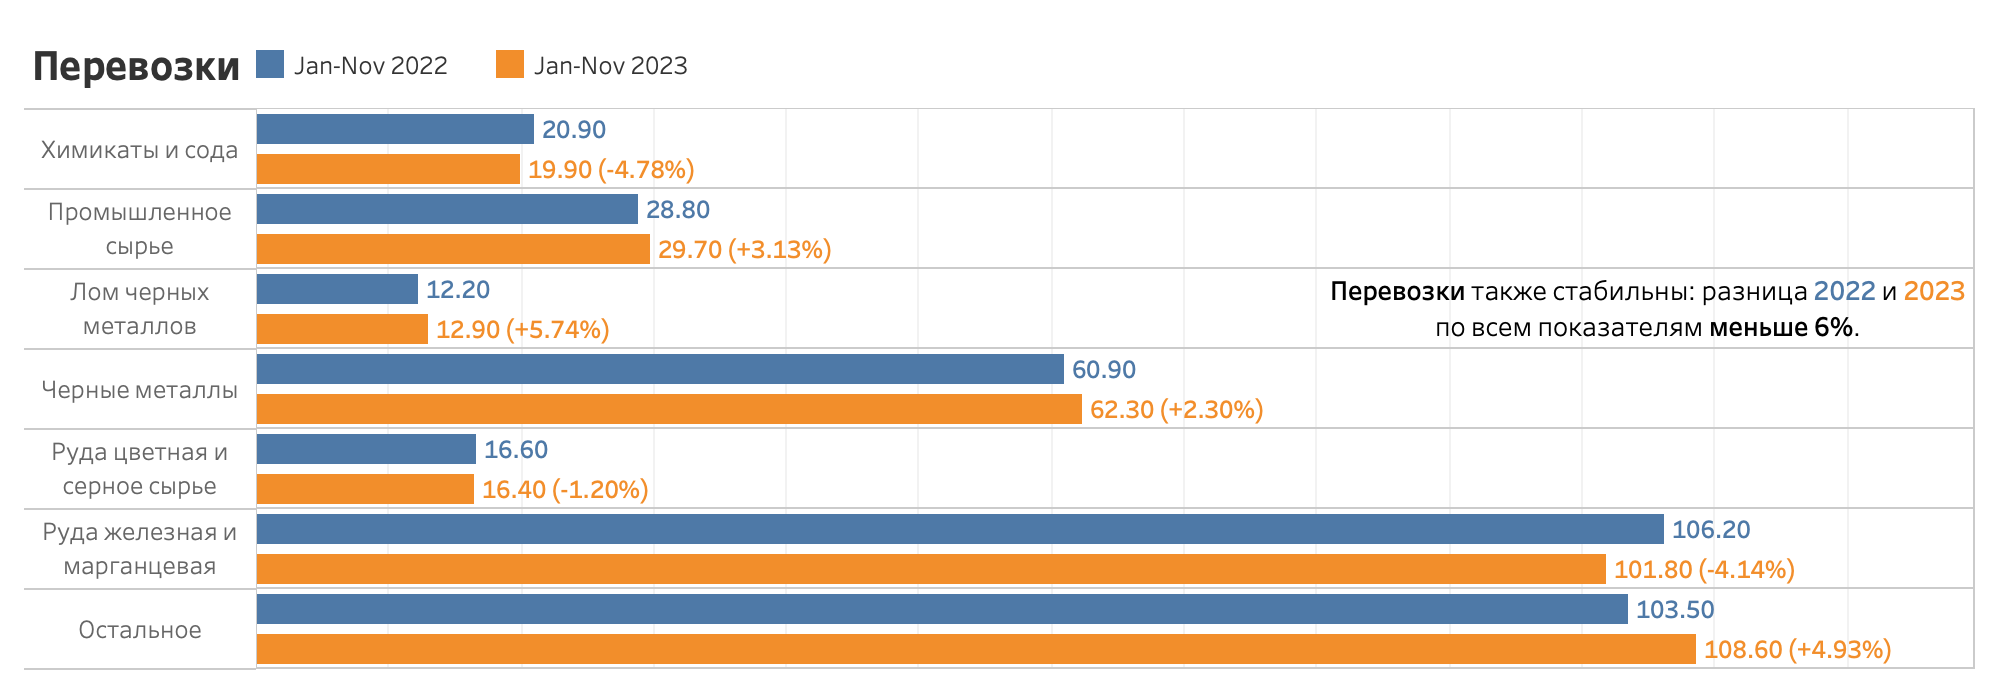 Перевозки
Jan-Nov 2022
Jan-Nov 2023
Химикаты и сода
20.90
19.90 (-4.78%)
Промышленное
сырье
28.80
29.70 (+3.13%)
Лом черных
металлов
12.20
12.90 (+5.74%)
Перевозки также стабильны: разница 2022 и 2023
по всем показателям меньше 6%.
Черные металлы
60.90
62.30 (+2.30%)
Руда цветная и
серное сырье
16.60
16.40 (-1.20%)
Руда железная и
марганцевая
106.20
101.80 (-4.14%)
Остальное
103.50
108.60 (+4.93%)